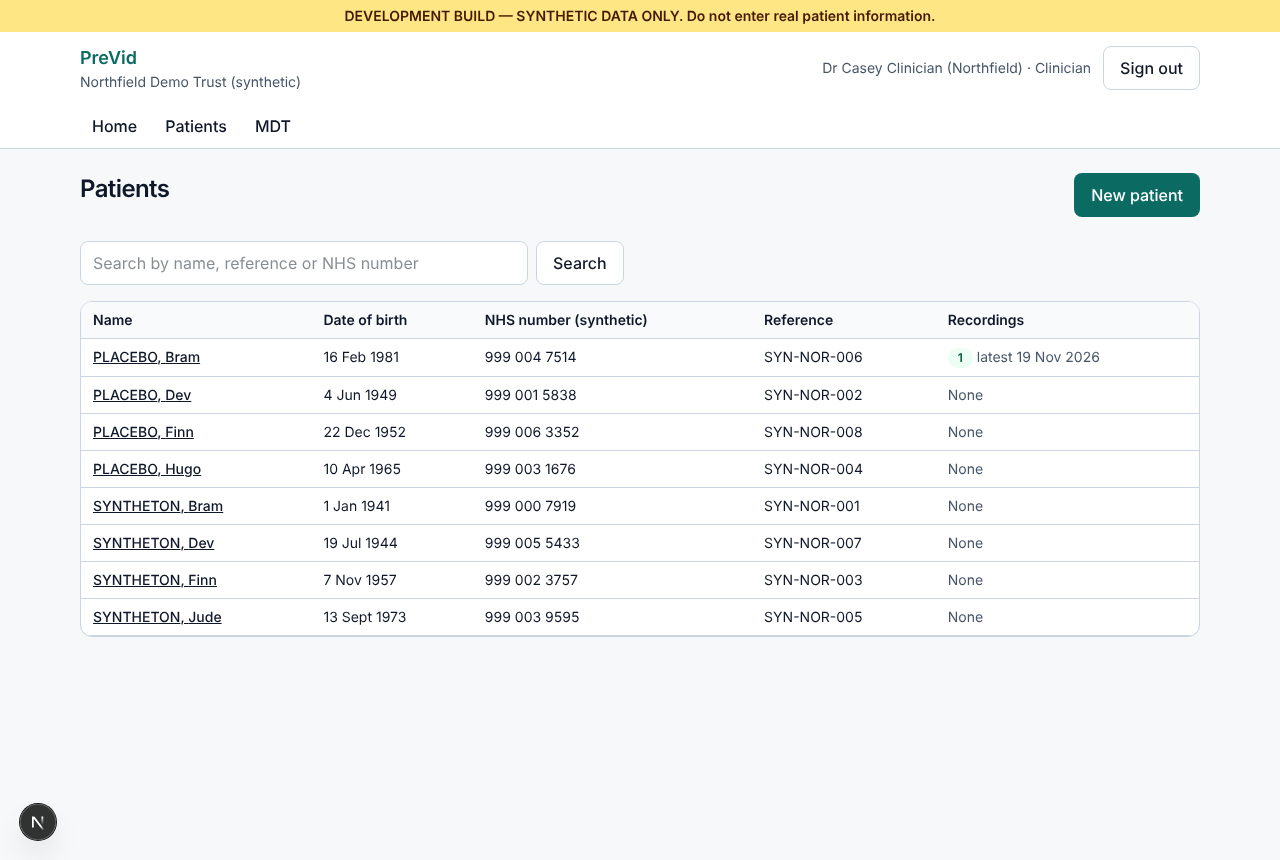 DEVELOPMENT BUILD — SYNTHETIC DATA ONLY. Do not enter real patient information.
PreVid
Northfield Demo Trust (synthetic)
Dr Casey Clinician (Northfield) · Clinician
Sign out
Home Patients MDT
Patients
New patient
Search by name, reference or NHS number
Search
Name Date of birth NHS number (synthetic) Reference Recordings
PLACEBO, Bram 16 Feb 1981 999 004 7514 SYN-NOR-006 1 latest 19 Nov 2026
PLACEBO, Dev 4 Jun 1949 999 001 5838 SYN-NOR-002 None
PLACEBO, Finn 22 Dec 1952 999 006 3352 SYN-NOR-008 None
PLACEBO, Hugo 10 Apr 1965 999 003 1676 SYN-NOR-004 None
SYNTHETON, Bram 1 Jan 1941 999 000 7919 SYN-NOR-001 None
SYNTHETON, Dev 19 Jul 1944 999 005 5433 SYN-NOR-007 None
SYNTHETON, Finn 7 Nov 1957 999 002 3757 SYN-NOR-003 None
SYNTHETON, Jude 13 Sept 1973 999 003 9595 SYN-NOR-005 None
N